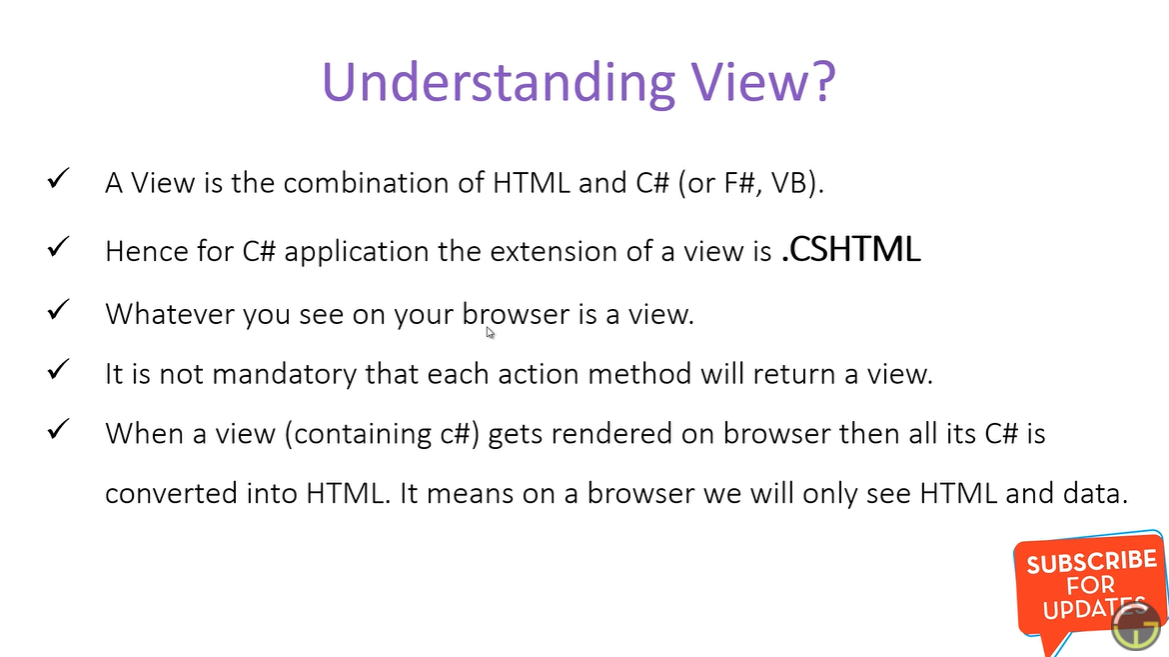 Understanding View?
✓ A View is the combination of HTML and C# (or F#, VB).
✓ Hence for C# application the extension of a view is .CSHTML
✓ Whatever you see on your browser is a view.
✓ It is not mandatory that each action method will return a view.
✓ When a view (containing c#) gets rendered on browser then all its C# is
converted into HTML. It means on a browser we will only see HTML and data.
SUBSCRIBE
FOR
UPDATES